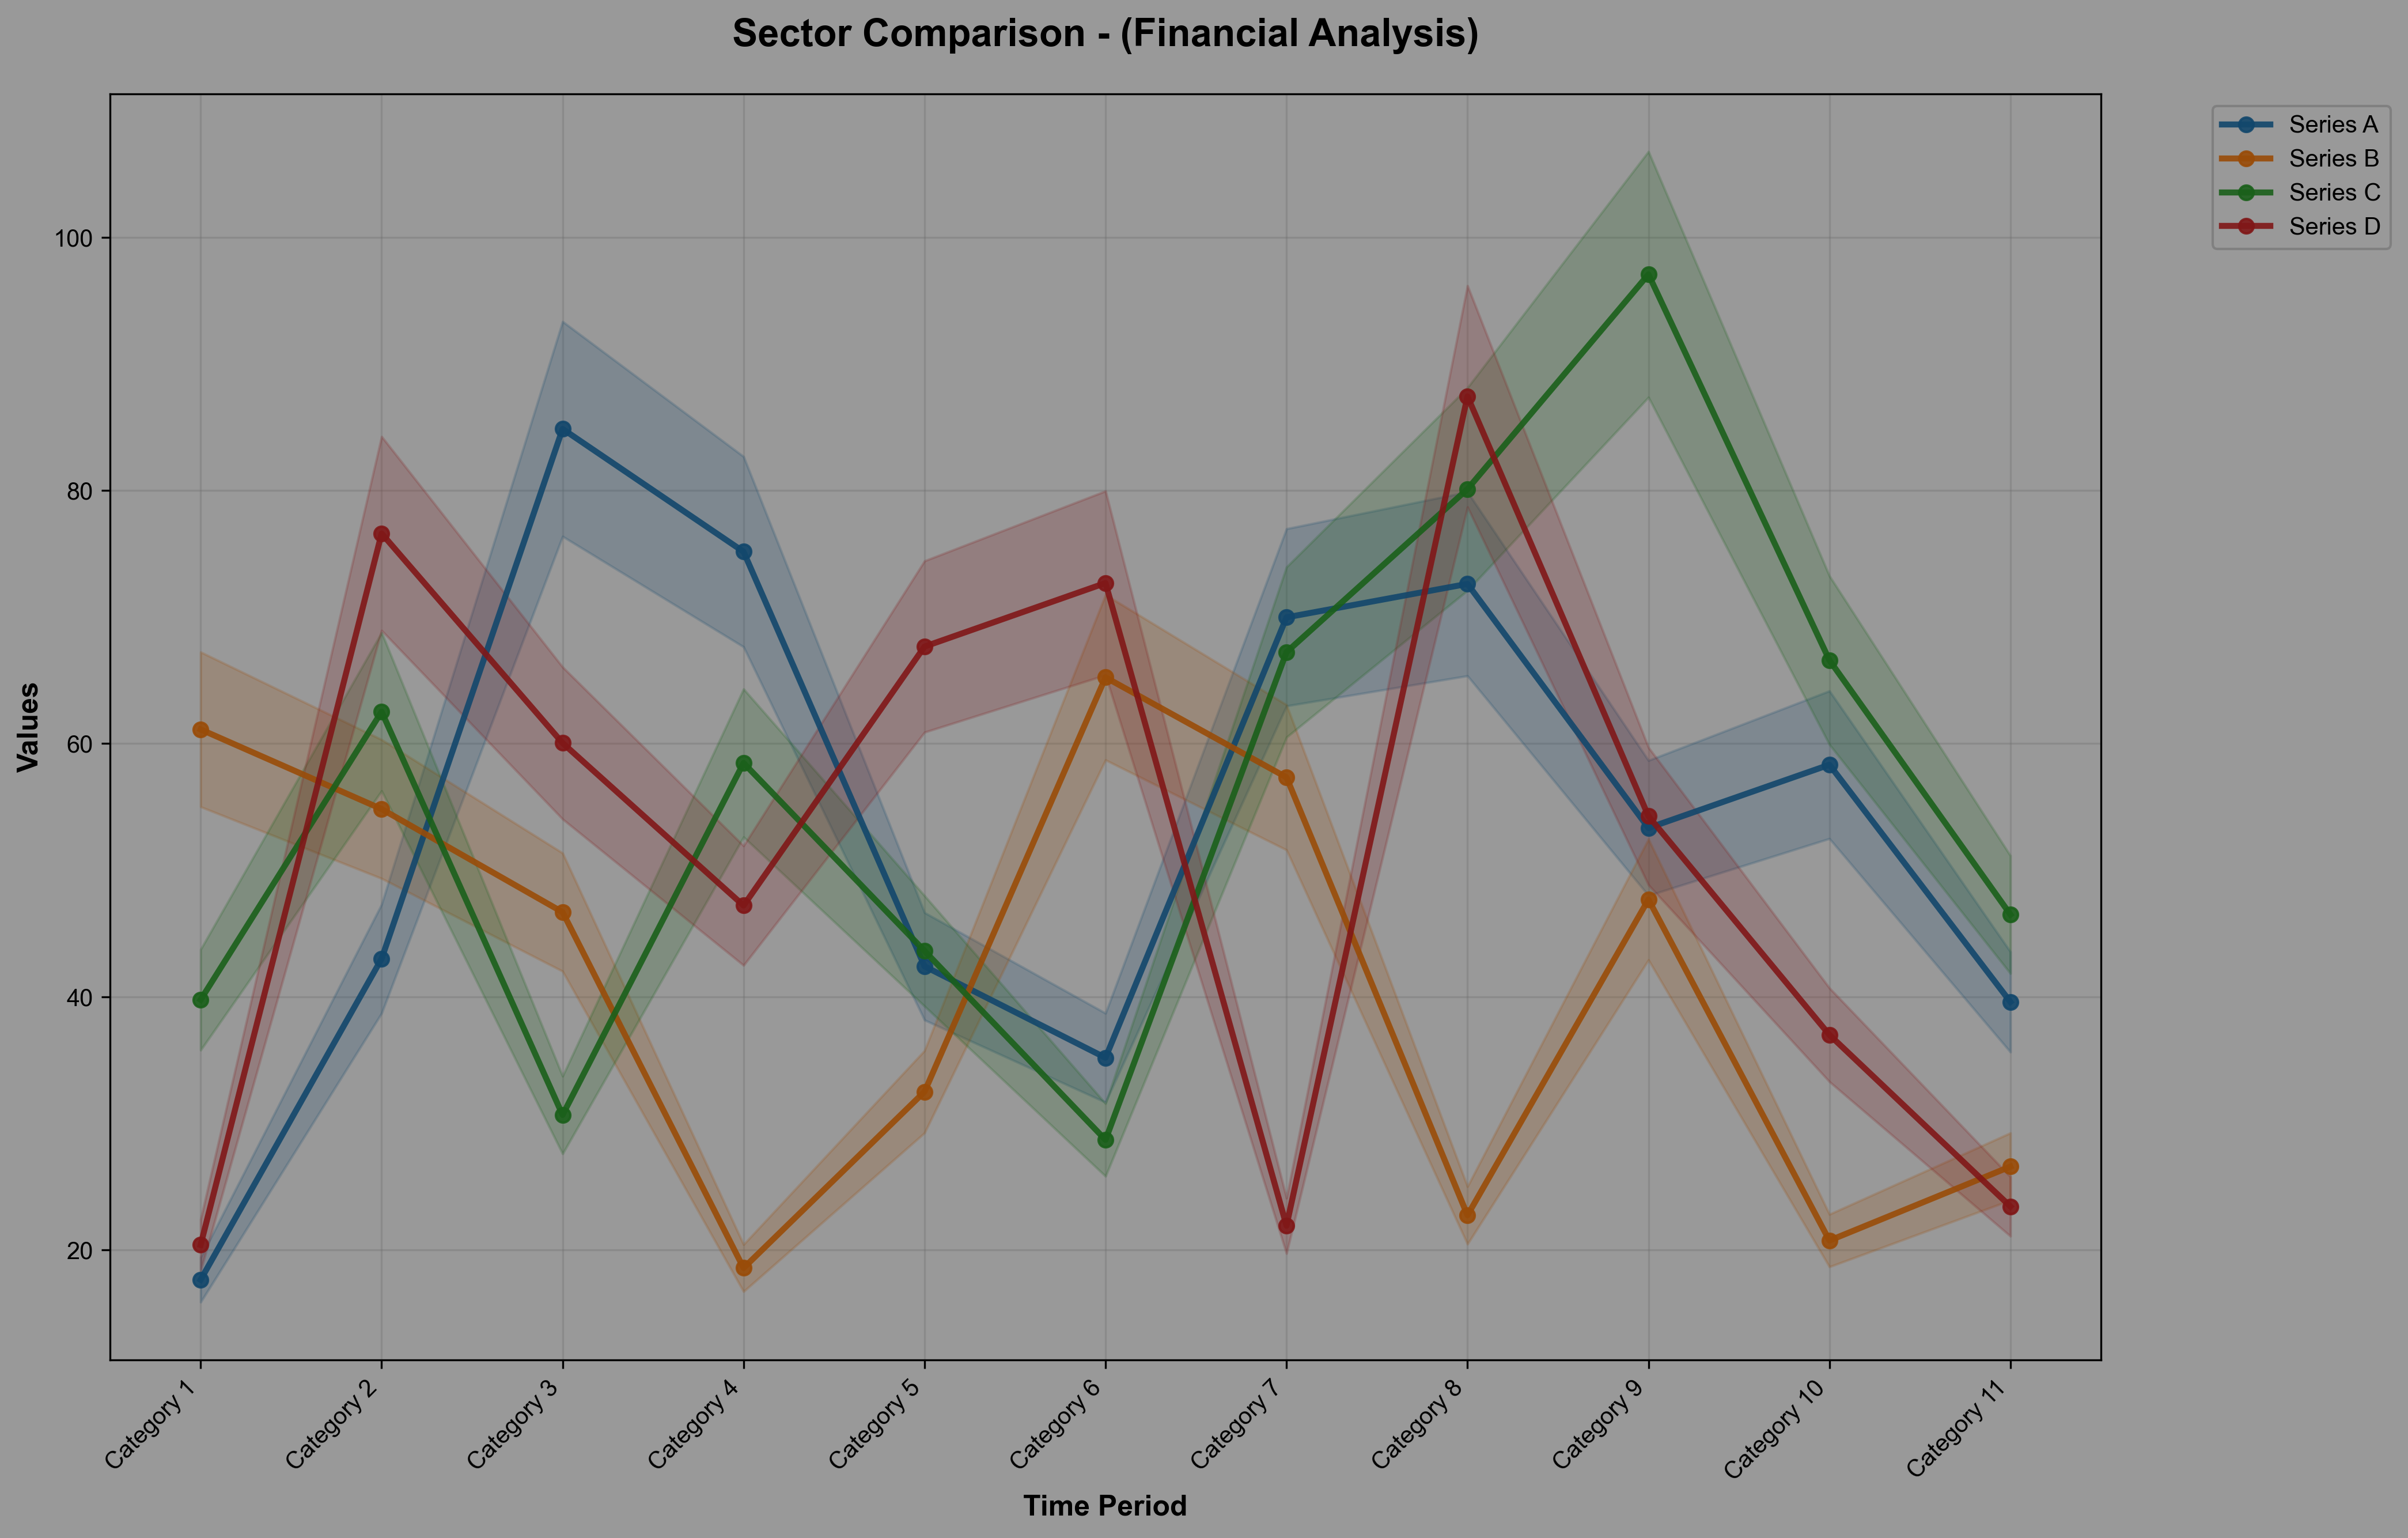 Sector Comparison - (Financial Analysis)
Series A
Series B
Series C
Series D
Values
100
80
60
40
20
Category 1
Category 2
Category 3
Category 4
Category 5
Category 6
Category 7
Category 8
Category 9
Category 10
Category 11
Time Period